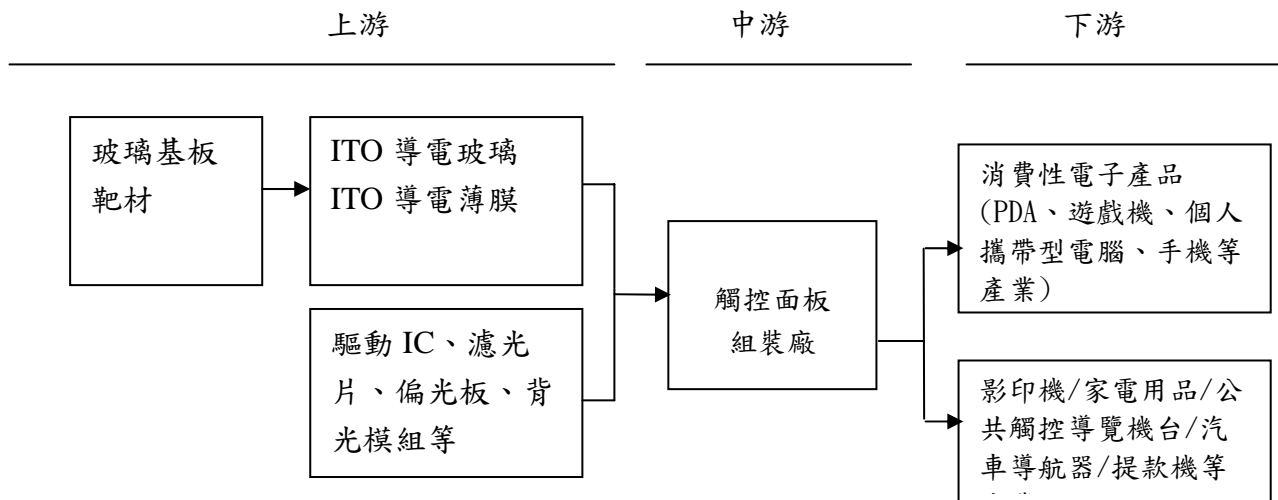 上游
中游
下游
玻璃基板
靶材
ITO 導電玻璃
ITO 導電薄膜
驅動 IC、濾光
片、偏光板、背
光模組等
觸控面板
組裝廠
消費性電子產品
(PDA、遊戲機、個人
攜帶型電腦、手機等
產業)
影印機/家電用品/公
共觸控導覽機台/汽
車導航器/提款機等